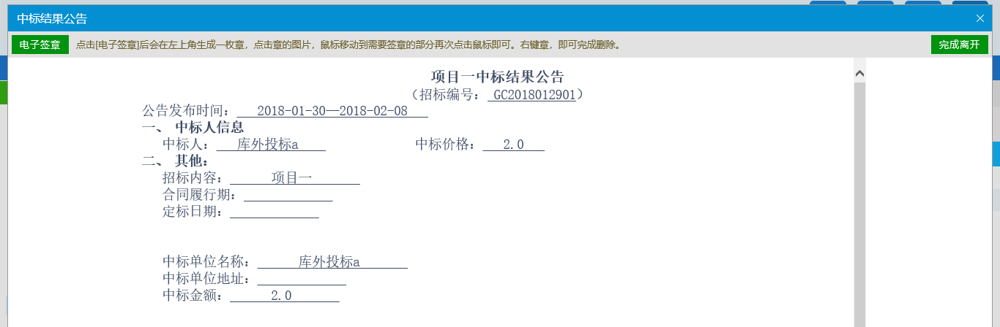 中标结果公告
电子签章 点击[电子签章]后会在左上角生成一枚章，点击章的图片，鼠标移动到需要签章的部分再次点击鼠标即可。右键章，即可完成删除。 完成离开
项目一中标结果公告
（招标编号： GC2018012901）
公告发布时间： 2018-01-30—2018-02-08
一、 中标人信息
中标人： 库外投标a 中标价格： 2.0
二、 其他：
招标内容： 项目一
合同履行期：
定标日期：
中标单位名称： 库外投标a
中标单位地址：
中标金额： 2.0